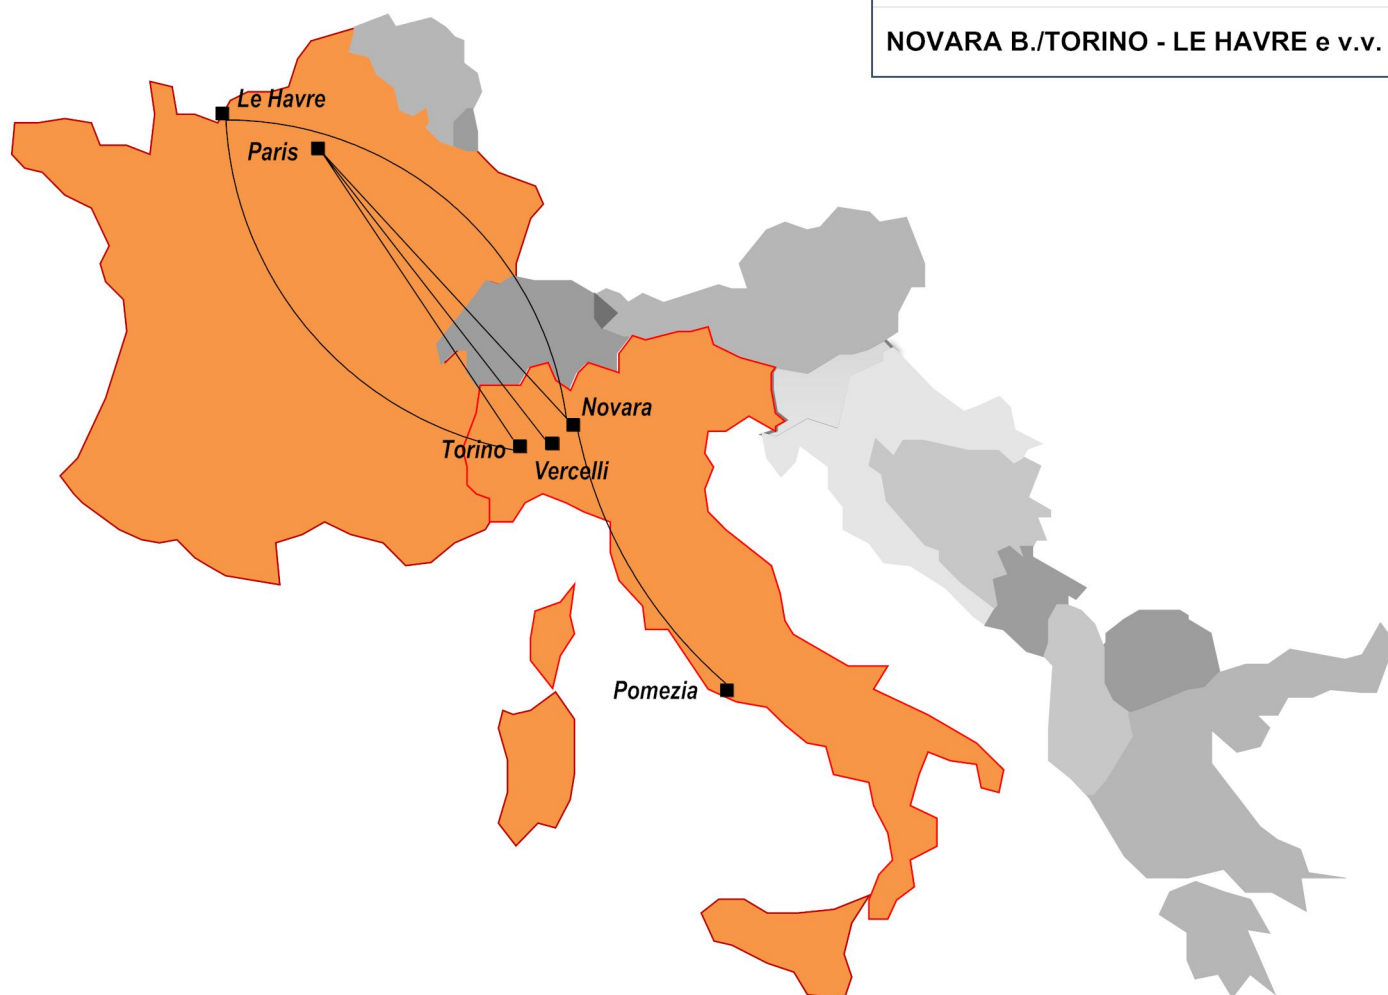 NOVARA B./TORINO - LE HAVRE e v.v.
Le Havre
Paris
Novara
Torino
Vercelli
Pomezia